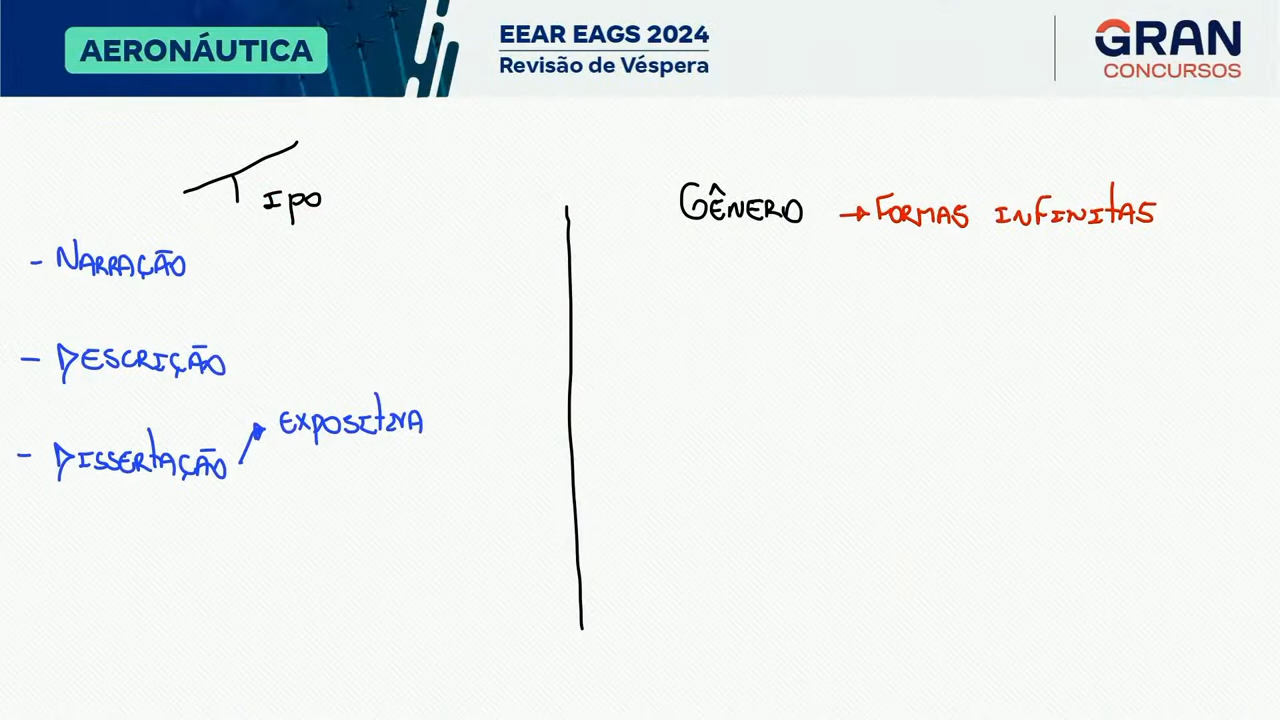 AERONÁUTICA
EEAR EAGS 2024
Revisão de Véspera
GRAN
CONCURSOS
TIPO
- NARRAÇÃO
- DESCRIÇÃO
- DISSERTAÇÃO
EXPOSITIVA
GÊNERO → FORMAS INFINITAS